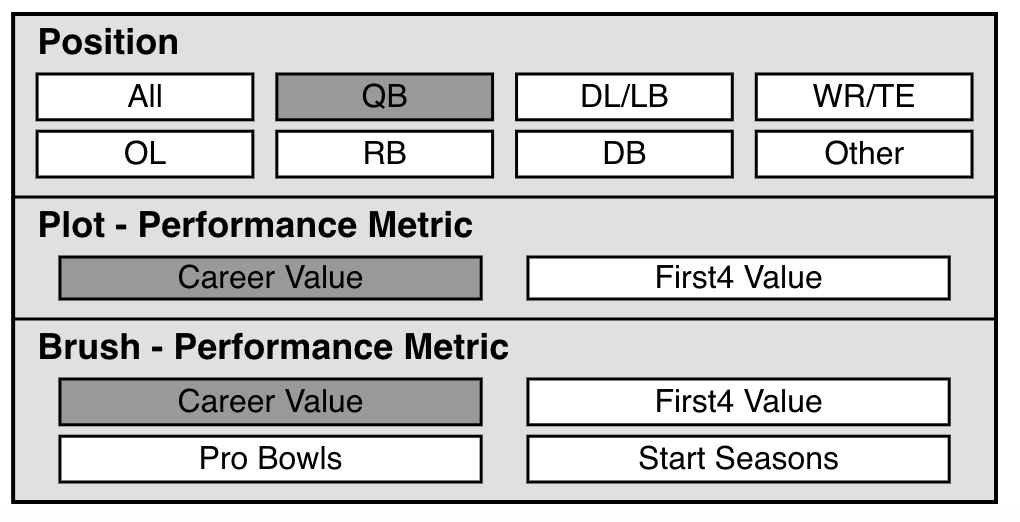 Position
All QB DL/LB WR/TE
OL RB DB Other
Plot - Performance Metric
Career Value First4 Value
Brush - Performance Metric
Career Value First4 Value
Pro Bowls Start Seasons